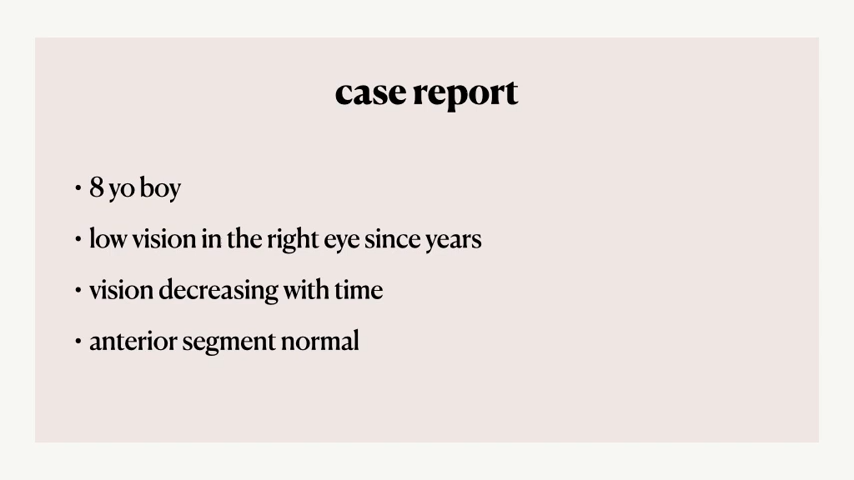 case report
• 8 yo boy
• low vision in the right eye since years
• vision decreasing with time
• anterior segment normal